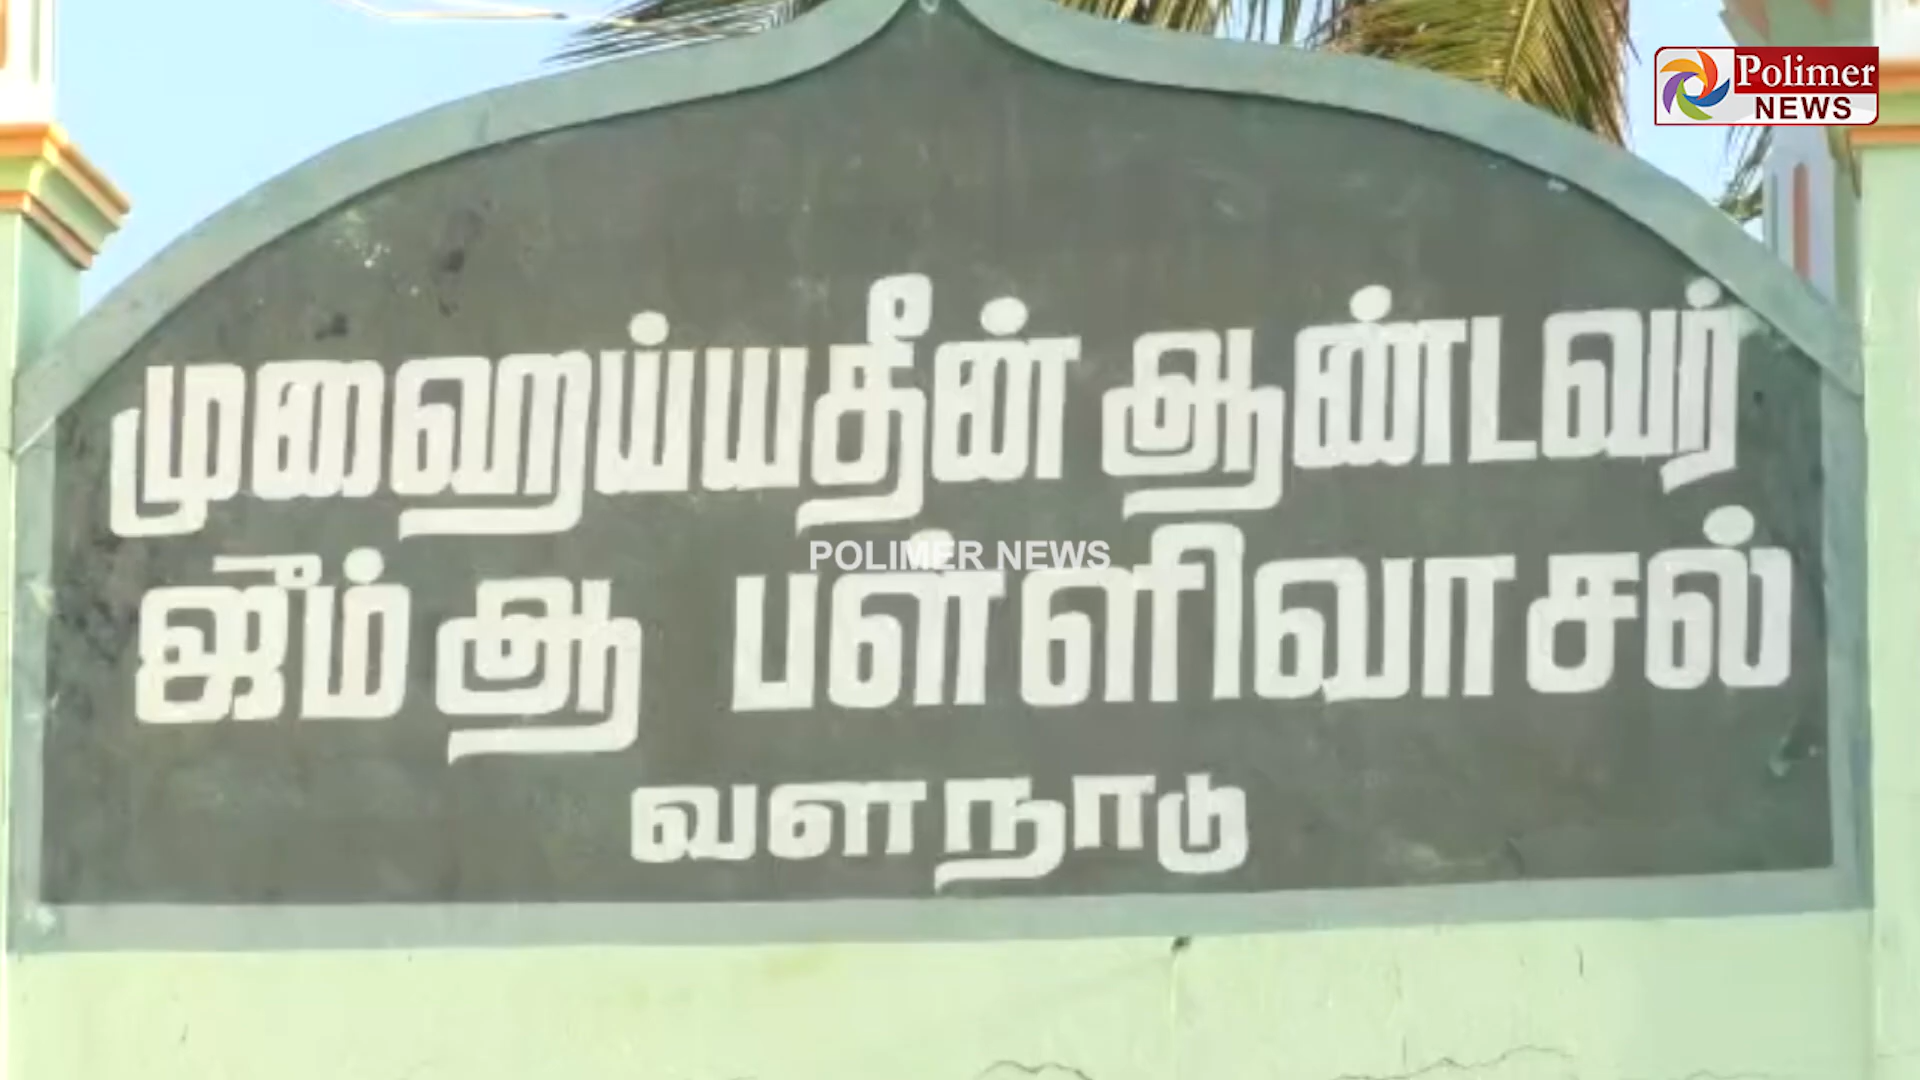 Polimer
NEWS
முஹைய்யதீன் ஆண்டவர்
POLIMER NEWS
ஜீம்ஆ பள்ளிவாசல்
வளநாடு